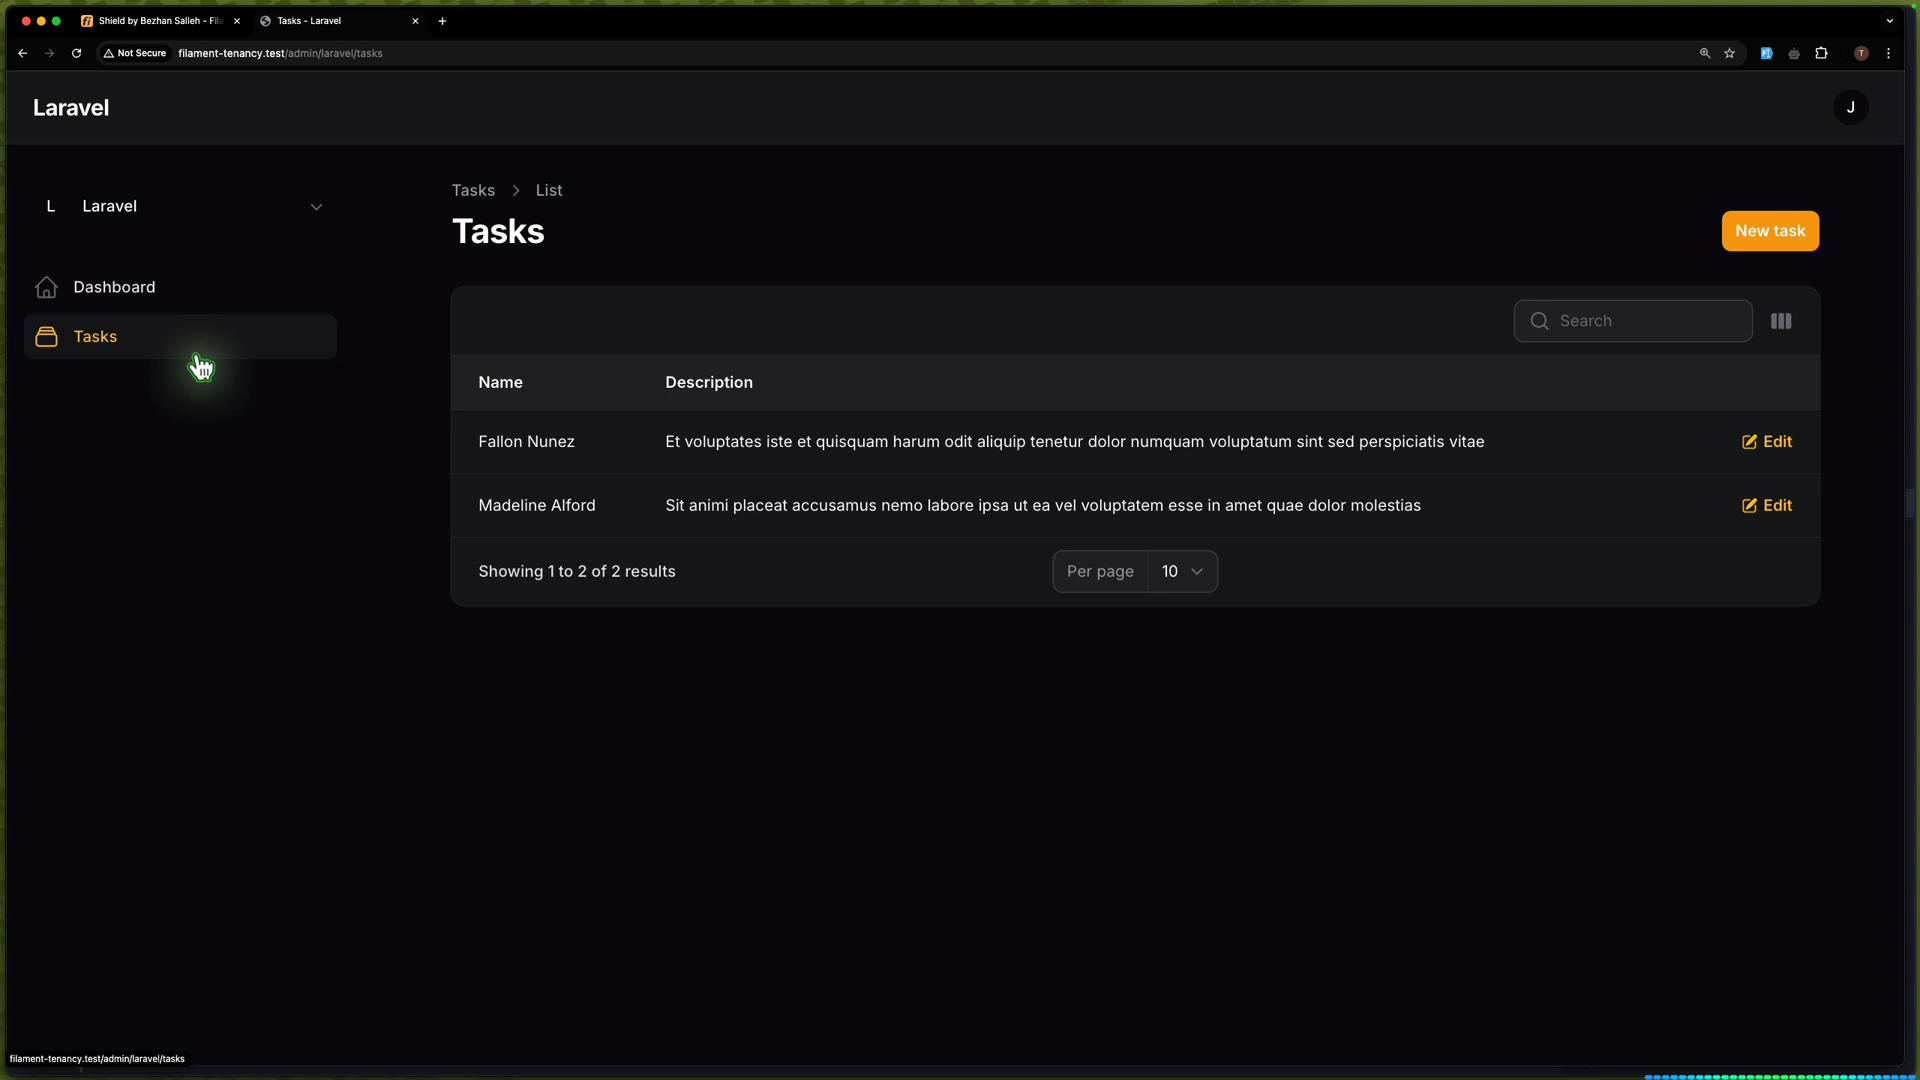 Shield by Bezhan Salleh - Fil
Tasks - Laravel
Not Secure
filament-tenancy.test/admin/laravel/tasks
T
Laravel
J
L Laravel
Dashboard
Tasks
Tasks > List
Tasks
New task
Search
Name Description
Fallon Nunez Et voluptates iste et quisquam harum odit aliquip tenetur dolor numquam voluptatum sint sed perspiciatis vitae Edit
Madeline Alford Sit animi placeat accusamus nemo labore ipsa ut ea vel voluptatem esse in amet quae dolor molestias Edit
Showing 1 to 2 of 2 results
Per page 10
filament-tenancy.test/admin/laravel/tasks